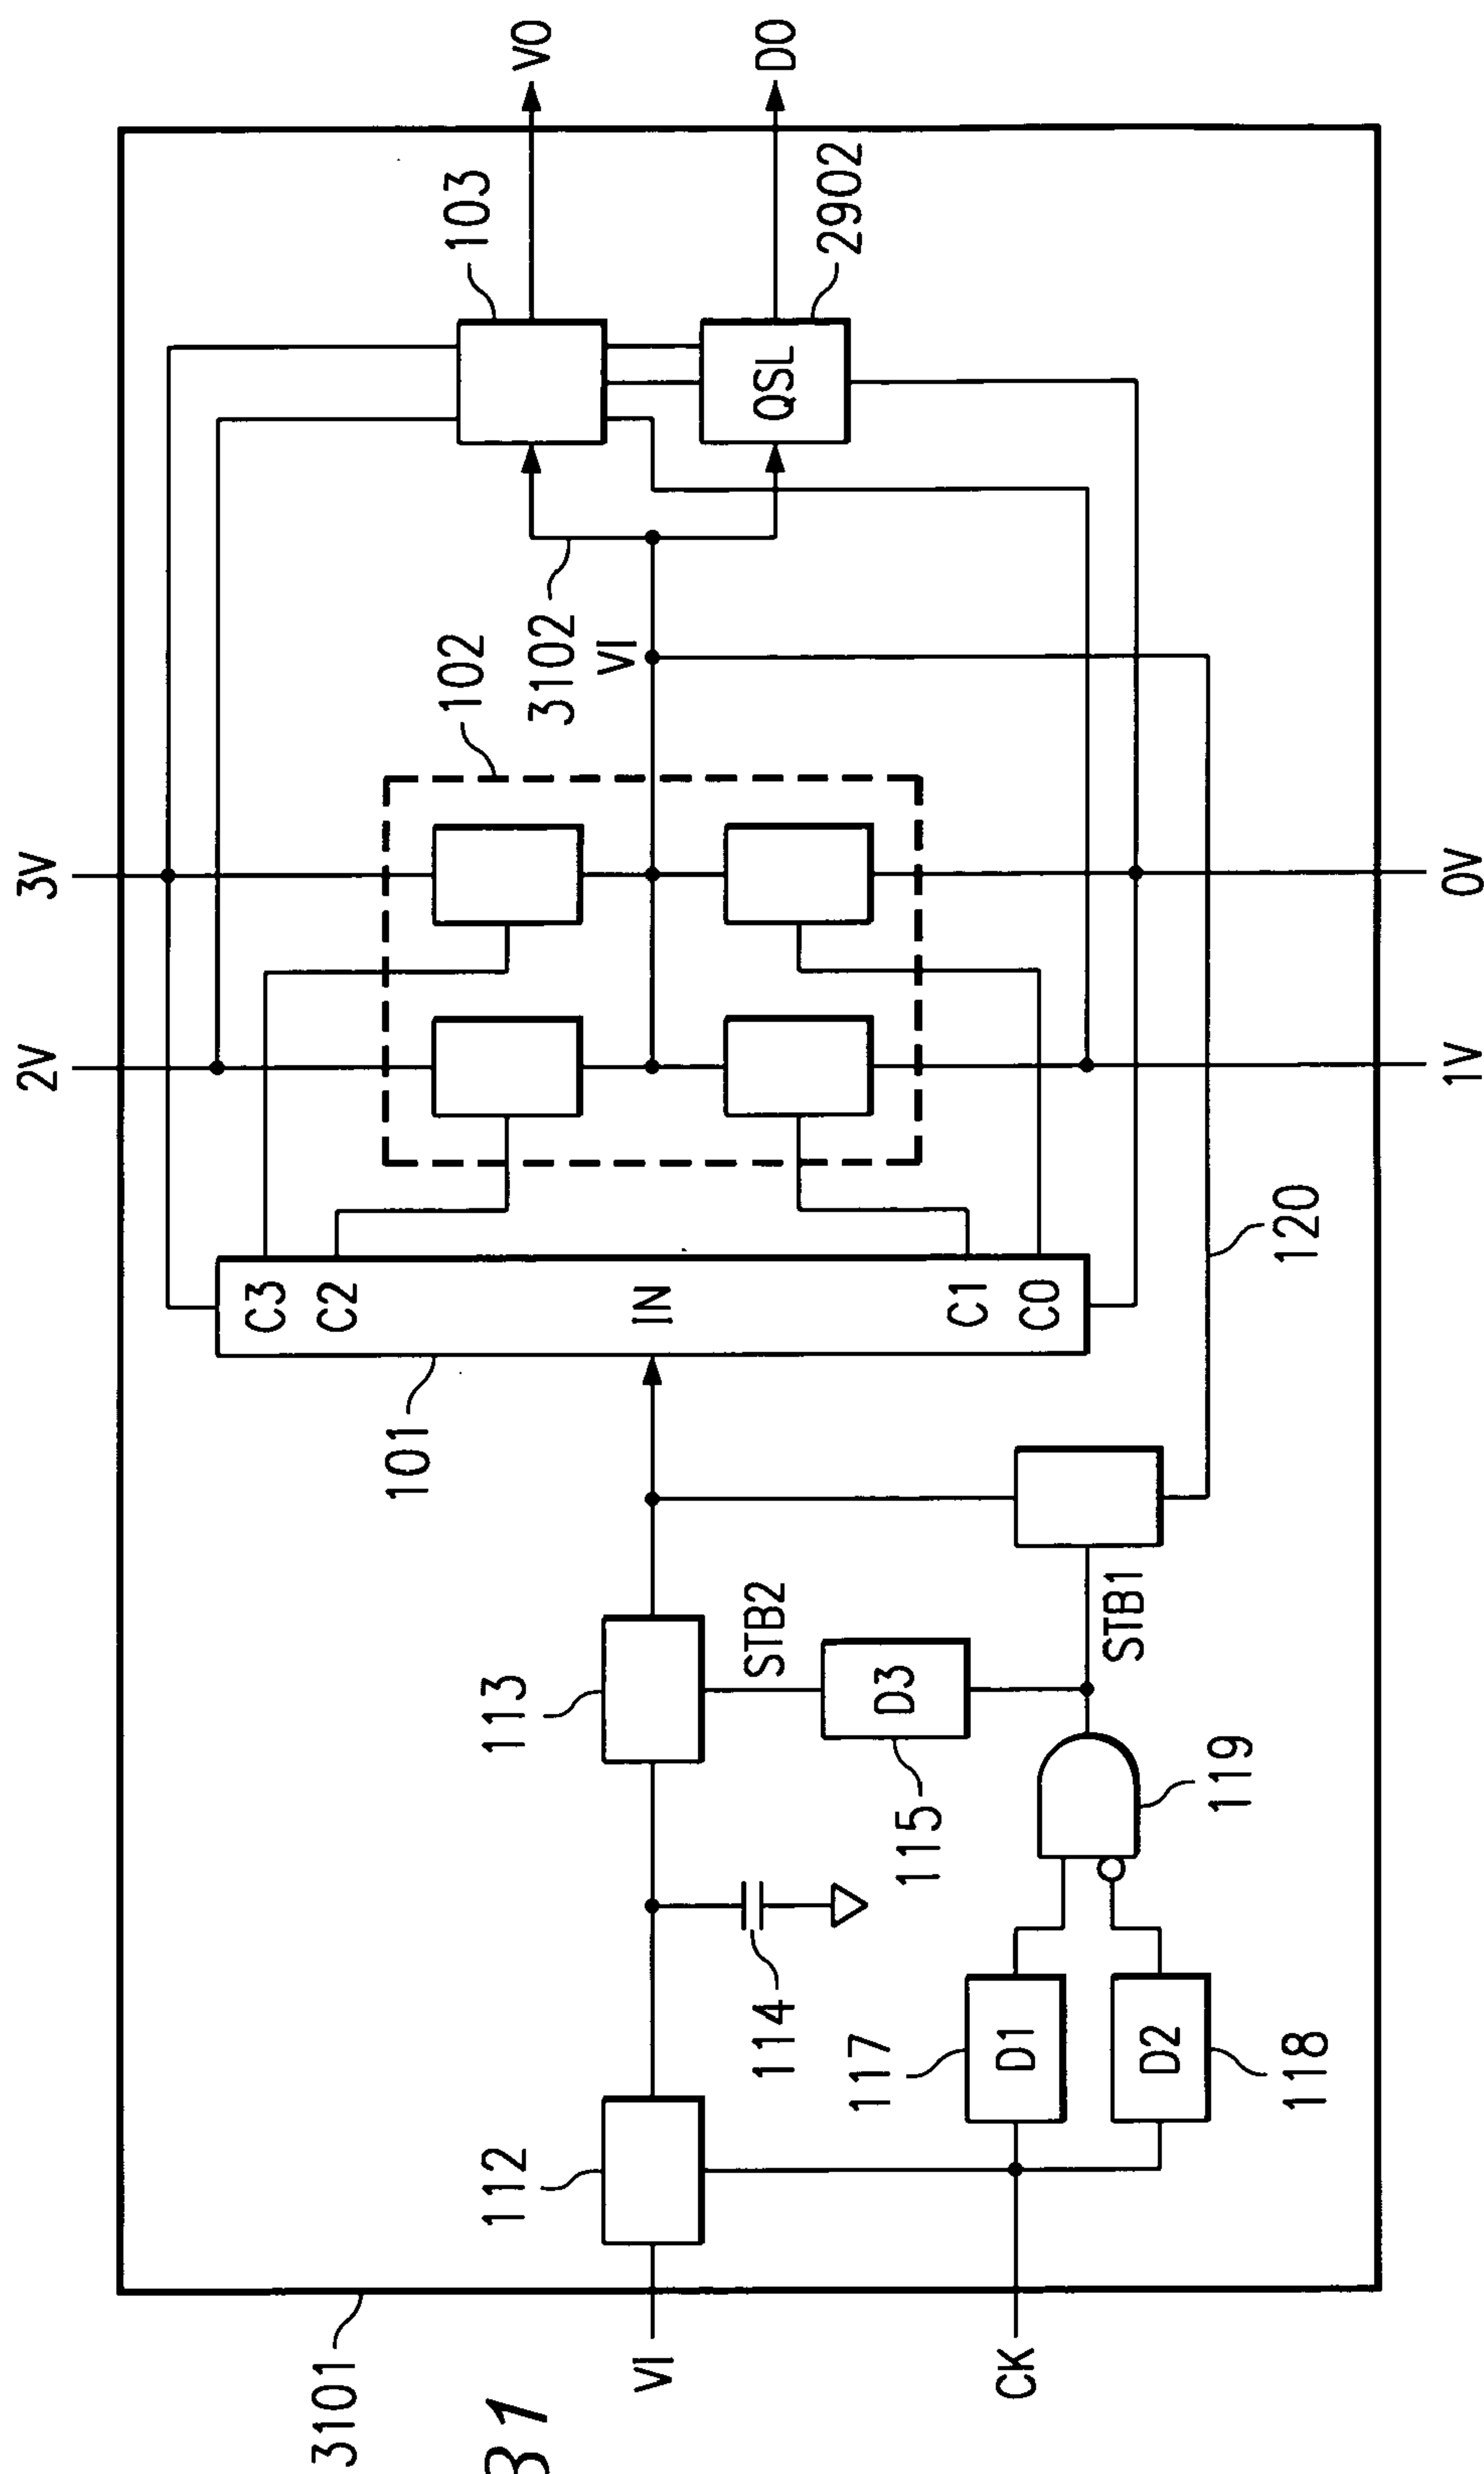 3V
2V
C3
C2
IN
C1
C0
101
102
3102
VI
103
QSL
2902
VO
DO
VI
112
113
STB2
D3
115
114
117
D1
D2
118
119
STB1
120
CK
1V
0V
3101
31